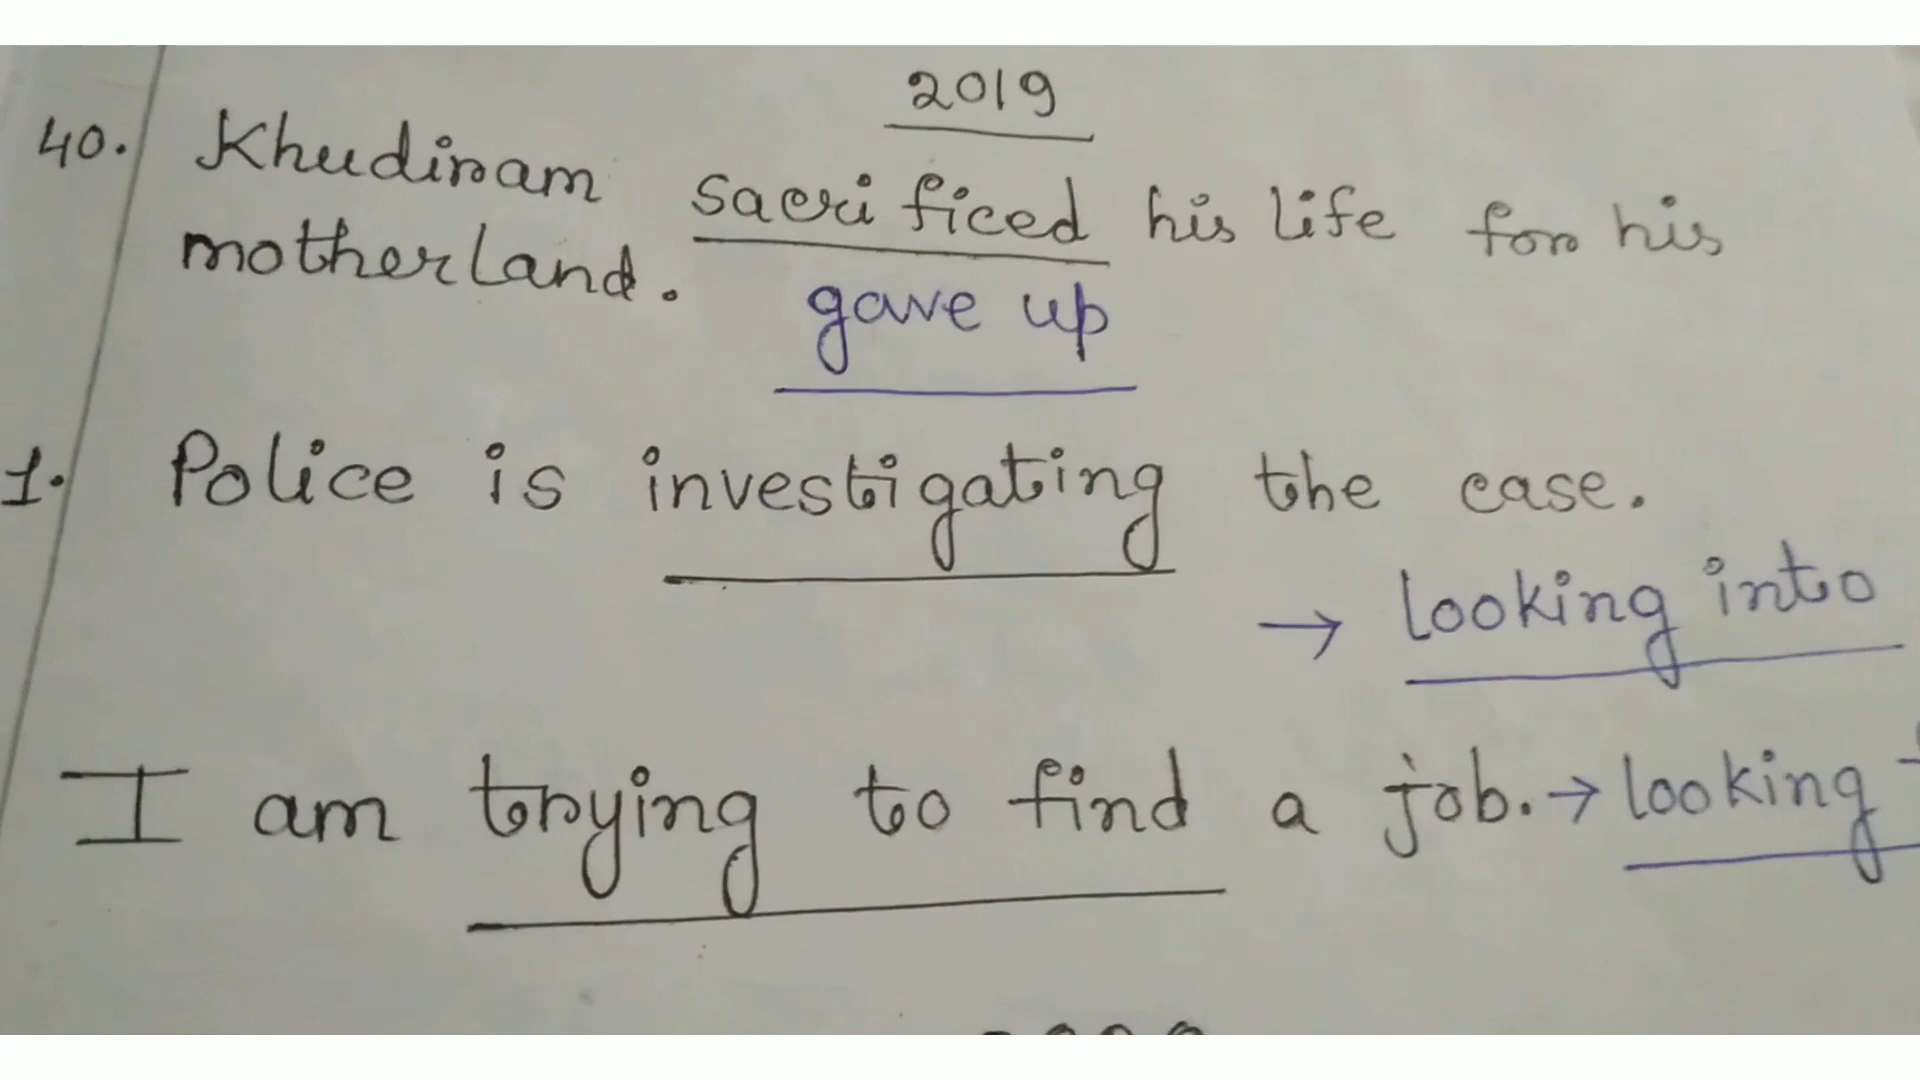 2019
40. Khudiram sacrificed his life for his
motherland.
gave up
1. Police is investigating the case.
→ looking into
I am trying to find a job. → looking